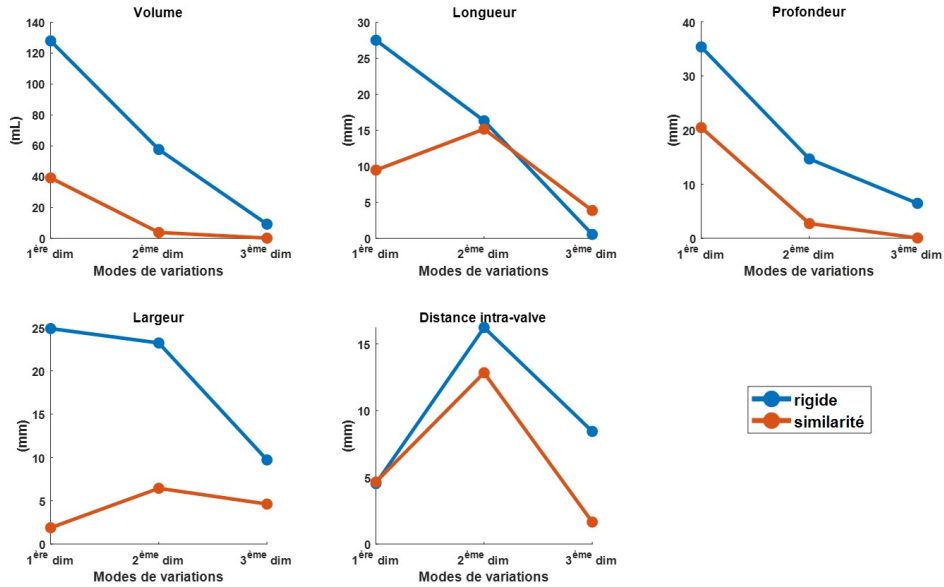 Volume
140
120
100
80
60
40
20
0
(mL)
1ère dim 2ème dim 3ème dim
Modes de variations
Longueur
30
25
20
15
10
5
0
(mm)
1ère dim 2ème dim 3ème dim
Modes de variations
Profondeur
40
30
20
10
0
(mm)
1ère dim 2ème dim 3ème dim
Modes de variations
Largeur
25
20
15
10
5
0
(mm)
1ère dim 2ème dim 3ème dim
Modes de variations
Distance intra-valve
15
10
5
0
(mm)
1ère dim 2ème dim 3ème dim
Modes de variations
rigide
similarité